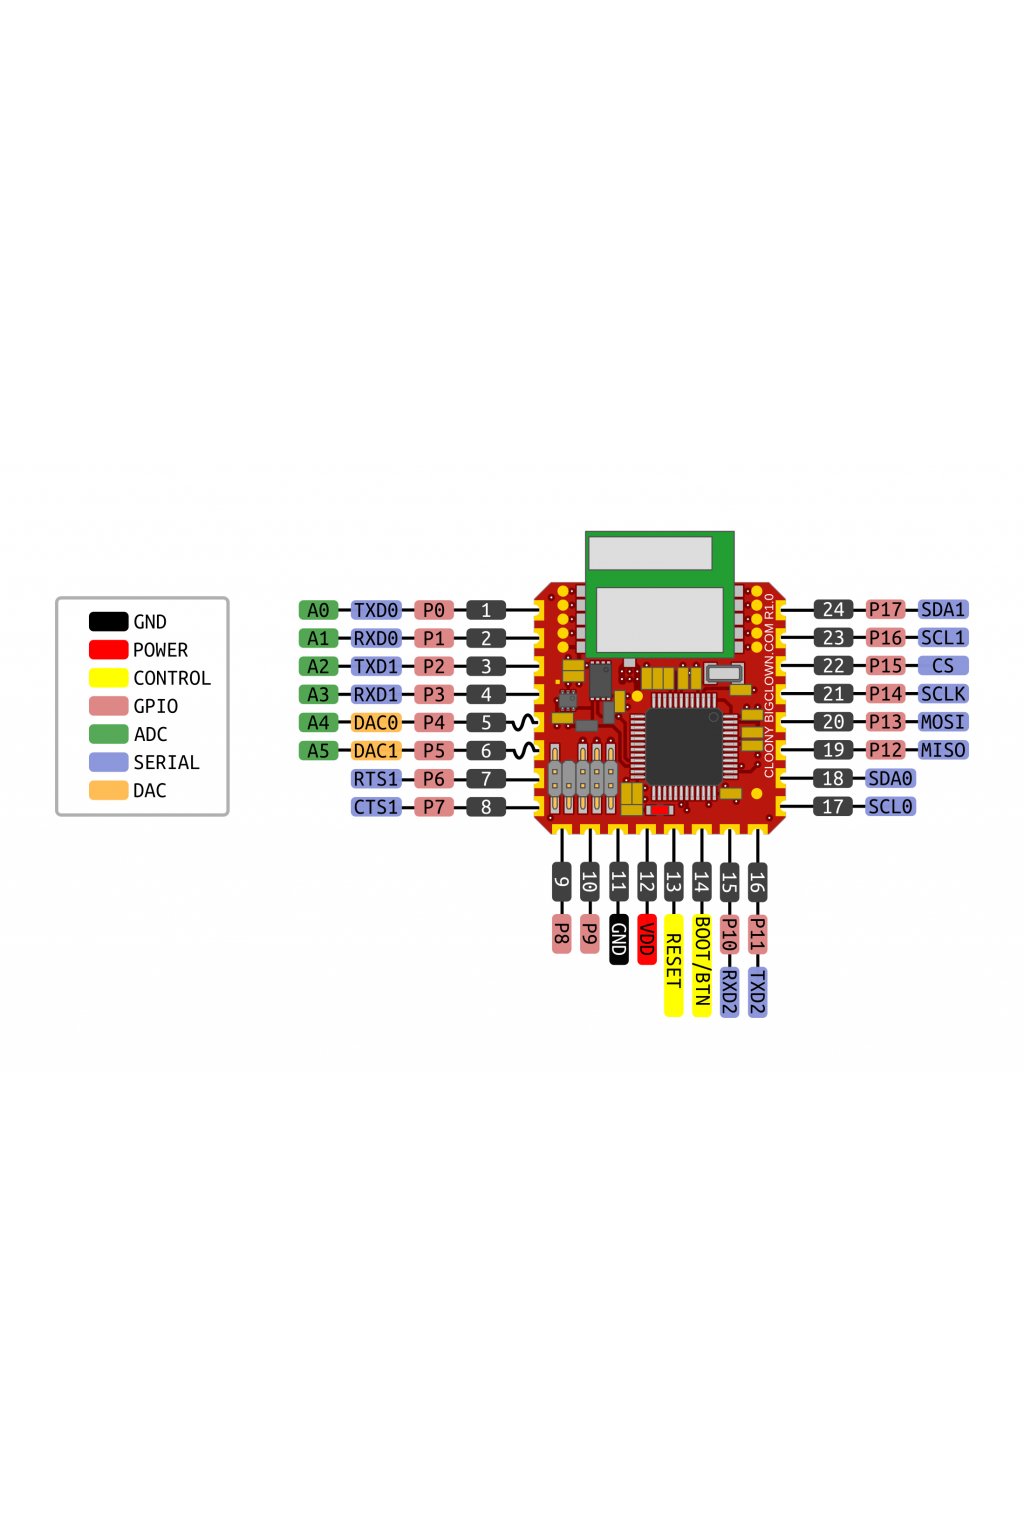 GND
POWER
CONTROL
GPIO
ADC
SERIAL
DAC
A0 TXD0 P0 1
A1 RXD0 P1 2
A2 TXD1 P2 3
A3 RXD1 P3 4
A4 DAC0 P4 5
A5 DAC1 P5 6
RTS1 P6 7
CTS1 P7 8
CLOONY BIGCLOWN.COM R1.0
24 P17 SDA1
23 P16 SCL1
22 P15 CS
21 P14 SCLK
20 P13 MOSI
19 P12 MISO
18 SDA0
17 SCL0
9 P8
10 P9
11 GND
12 VDD
13 RESET
14 BOOT/BTN
15 P10 RXD2
16 P11 TXD2